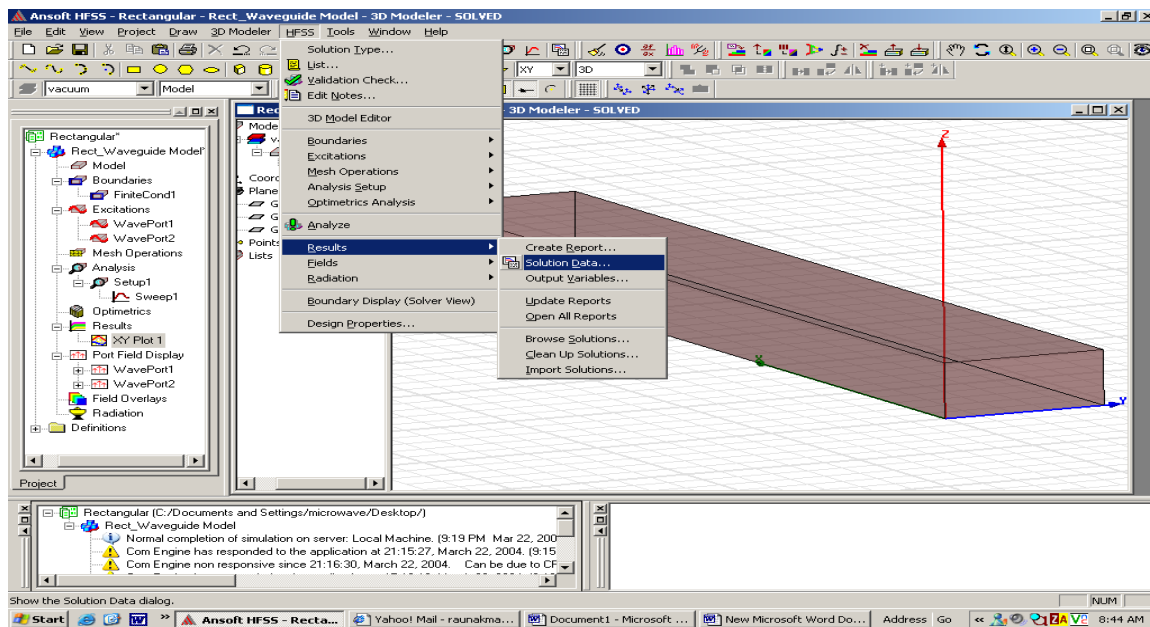 Ansoft HFSS - Rectangular - Rect_Waveguide Model - 3D Modeler - SOLVED
File Edit View Project Draw 3D Modeler HFSS Tools Window Help
Solution Type...
List...
Validation Check...
Edit Notes...
3D Model Editor
Boundaries
Excitations
Mesh Operations
Analysis Setup
Optimetrics Analysis
Analyze
Results
Fields
Radiation
Boundary Display (Solver View)
Design Properties...
Create Report...
Solution Data...
Output Variables...
Update Reports
Open All Reports
Browse Solutions...
Clean Up Solutions...
Import Solutions...
XY 3D
vacuum Model
- 3D Modeler - SOLVED
Rectangular*
Rect_Waveguide Model*
Model
Boundaries
FiniteCond1
Excitations
WavePort1
WavePort2
Mesh Operations
Analysis
Setup1
Sweep1
Optimetrics
Results
XY Plot 1
Port Field Display
WavePort1
WavePort2
Field Overlays
Radiation
Definitions
Project
Mode
Coord
Plane
G
G
G
Points
Lists
Z
X
Y
Rectangular (C:/Documents and Settings/microwave/Desktop/)
Rect_Waveguide Model
Normal completion of simulation on server: Local Machine. (9:19 PM Mar 22, 200
Com Engine has responded to the application at 21:15:27, March 22, 2004. (9:15
Com Engine non responsive since 21:16:30, March 22, 2004. Can be due to CF
Show the Solution Data dialog.
NUM
Start
Ansoft HFSS - Recta...
Yahoo! Mail - raunakma...
Document1 - Microsoft ...
New Microsoft Word Do...
Address Go
8:44 AM